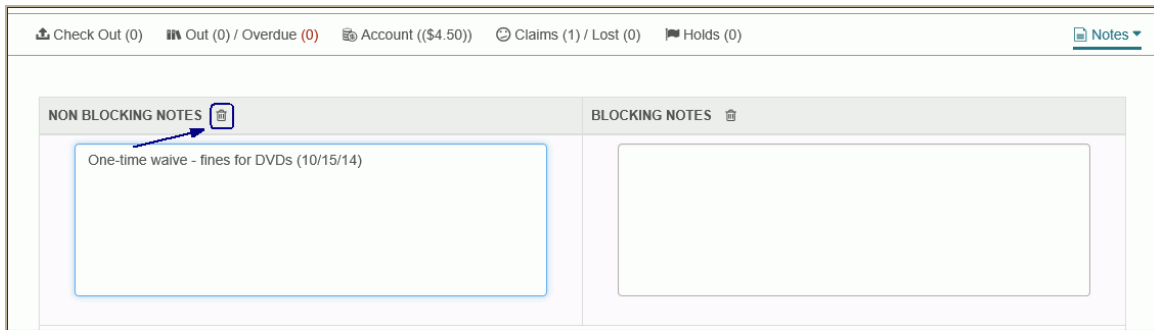 Check Out (0) Out (0) / Overdue (0) Account (($4.50)) Claims (1) / Lost (0) Holds (0) Notes
NON BLOCKING NOTES BLOCKING NOTES
One-time waive - fines for DVDs (10/15/14)